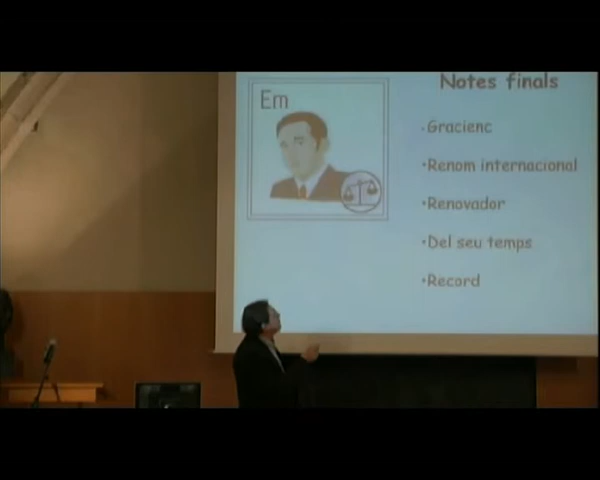 Em
Notes finals
•Gracienc
•Renom internacional
•Renovador
•Del seu temps
•Record